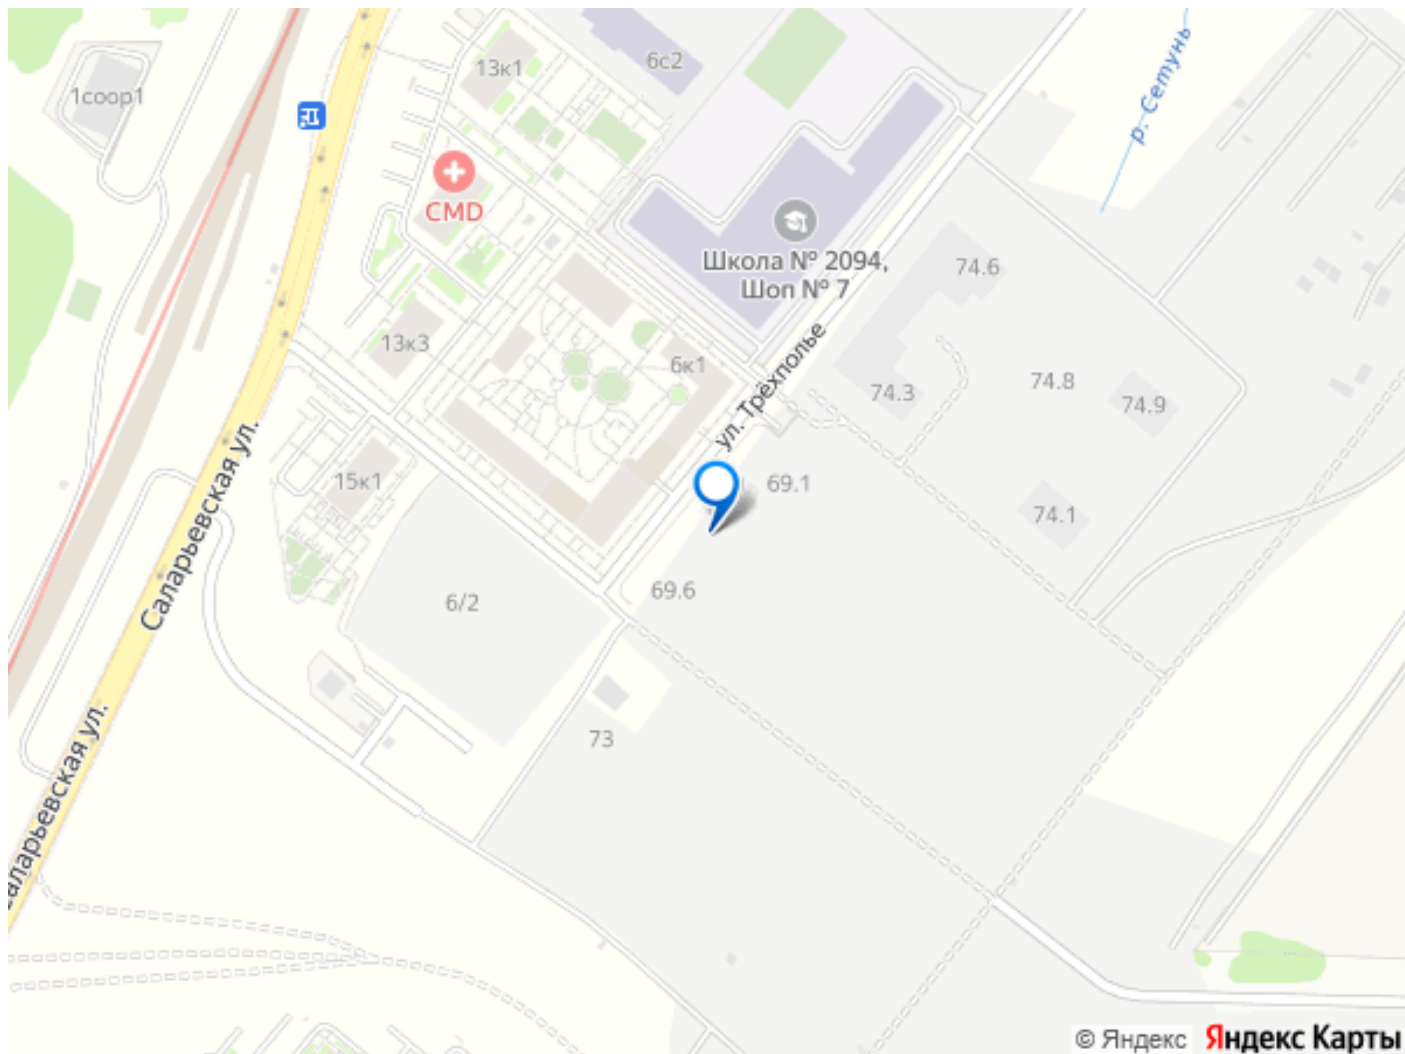 6с2
13к1
1соор1
р. Сетунь
CMD
Школа № 2094,
Шоп № 7
74.6
13к3
ул. Трёхполье
6к1
74.3
74.8
74.9
Саларьевская ул.
15к1
69.1
74.1
6/2
69.6
73
аларьевская ул.
© Яндекс
Яндекс Карты